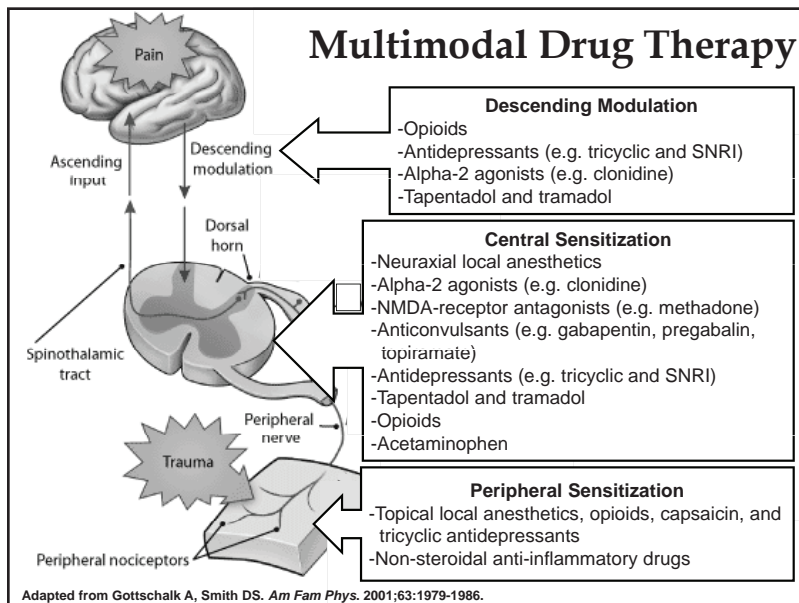 Multimodal Drug Therapy
Pain
Ascending
input
Descending
modulation
Dorsal
horn
Spinothalamic
tract
Peripheral
nerve
Trauma
Peripheral nociceptors
Descending Modulation
-Opioids
-Antidepressants (e.g. tricyclic and SNRI)
-Alpha-2 agonists (e.g. clonidine)
-Tapentadol and tramadol
Central Sensitization
-Neuraxial local anesthetics
-Alpha-2 agonists (e.g. clonidine)
-NMDA-receptor antagonists (e.g. methadone)
-Anticonvulsants (e.g. gabapentin, pregabalin,
topiramate)
-Antidepressants (e.g. tricyclic and SNRI)
-Tapentadol and tramadol
-Opioids
-Acetaminophen
Peripheral Sensitization
-Topical local anesthetics, opioids, capsaicin, and
tricyclic antidepressants
-Non-steroidal anti-inflammatory drugs
Adapted from Gottschalk A, Smith DS. Am Fam Phys. 2001;63:1979-1986.